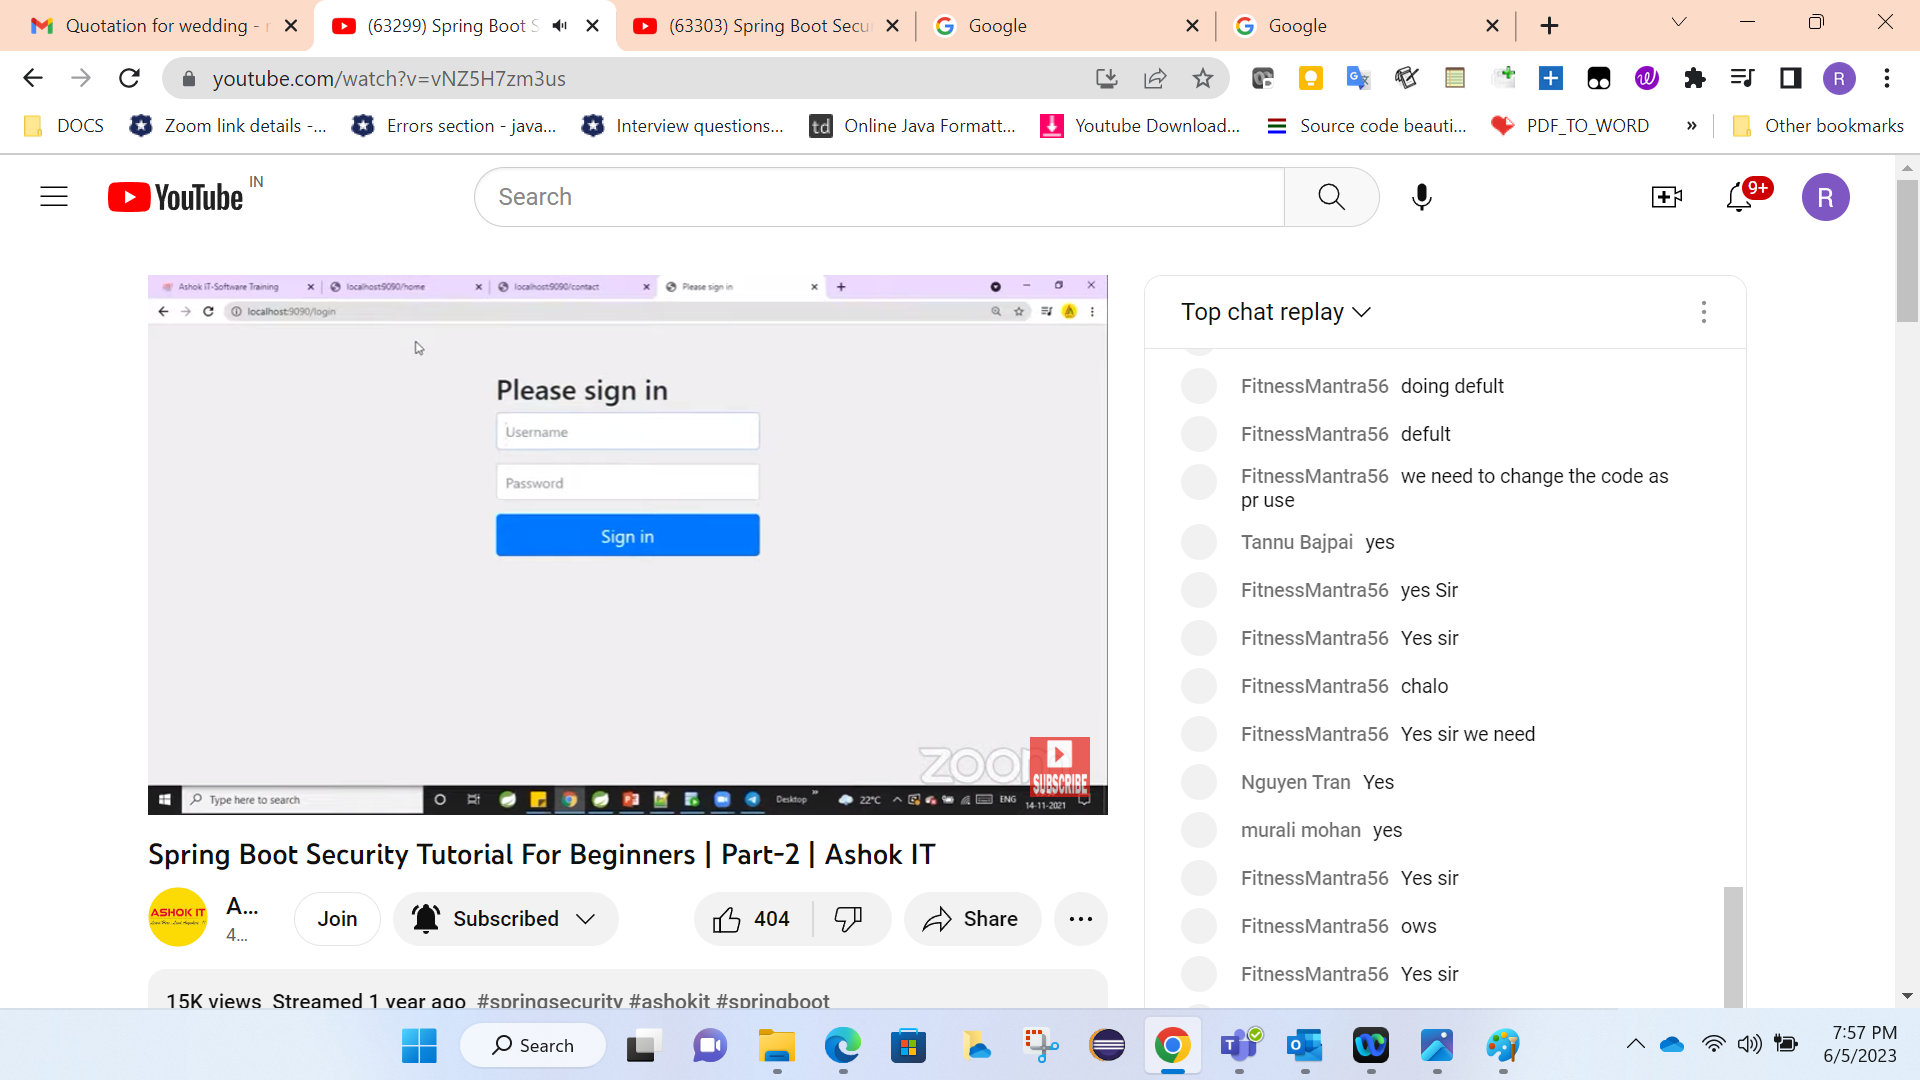 Quotation for wedding - r
(63299) Spring Boot S
(63303) Spring Boot Secu
Google
Google
youtube.com/watch?v=vNZ5H7zm3us
R
DOCS
Zoom link details -...
Errors section - java...
Interview questions...
td
Online Java Formatt...
Youtube Download...
Source code beauti...
PDF_TO_WORD
»
Other bookmarks
YouTube IN
Search
9+
R
Ashok IT-Software Training
localhost:9090/home
localhost:9090/contact
Please sign in
localhost:9090/login
Please sign in
Username
Password
Sign in
zoom
SUBSCRIBE
Type here to search
Desktop
22°C
ENG
14-11-2021
Spring Boot Security Tutorial For Beginners | Part-2 | Ashok IT
ASHOK IT
A...
4...
Join
Subscribed
404
Share
15K views Streamed 1 year ago #springsecurity #ashokit #springboot
Top chat replay
FitnessMantra56 doing defult
FitnessMantra56 defult
FitnessMantra56 we need to change the code as
pr use
Tannu Bajpai yes
FitnessMantra56 yes Sir
FitnessMantra56 Yes sir
FitnessMantra56 chalo
FitnessMantra56 Yes sir we need
Nguyen Tran Yes
murali mohan yes
FitnessMantra56 Yes sir
FitnessMantra56 ows
FitnessMantra56 Yes sir
Search
7:57 PM
6/5/2023